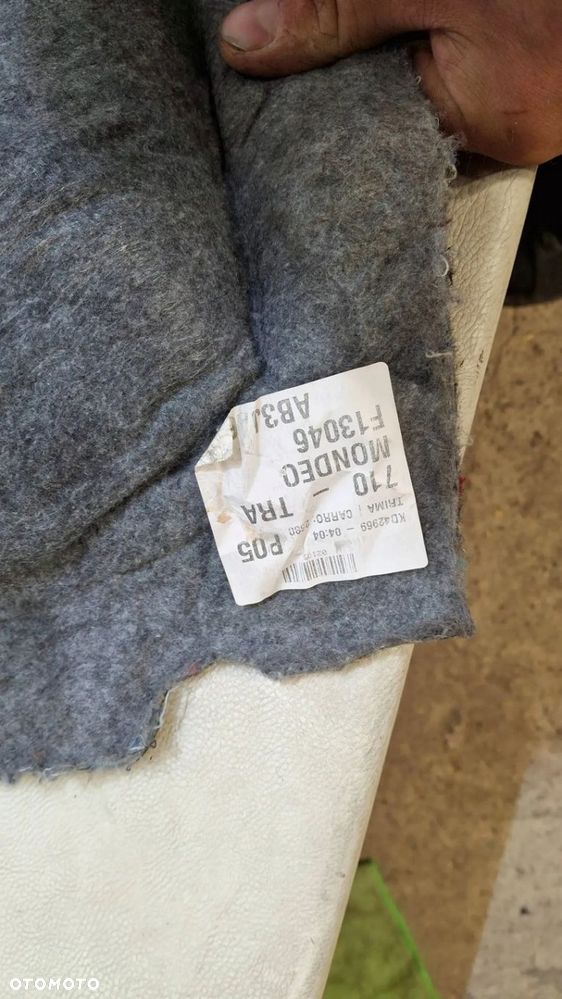 KD42969 - 04:04
TRIMA | CARRO:
710 - TRA P05
MONDEO
F13046
AB3J
OTOMOTO